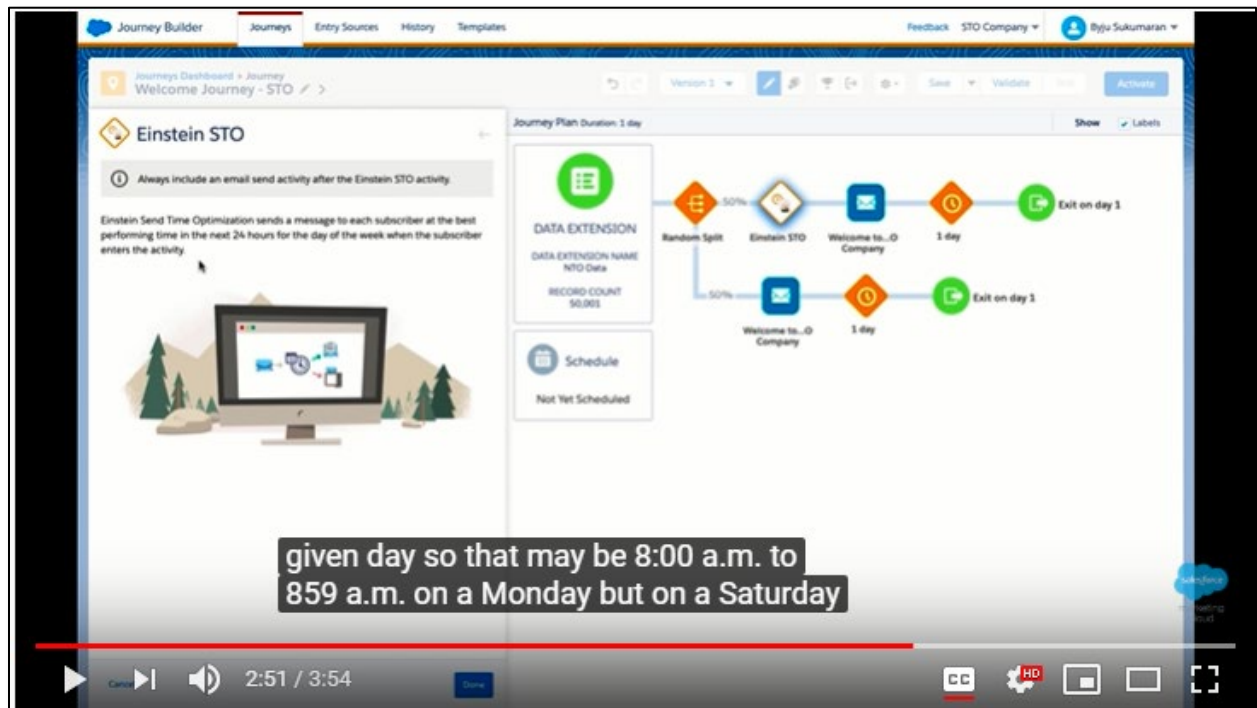 Journey Builder
Journeys
Entry Sources
History
Templates
Feedback
STO Company
Byju Sukumaran
Journeys Dashboard > Journey
Welcome Journey - STO
Version 1
Save
Validate
Activate
Einstein STO
Always include an email send activity after the Einstein STO activity.
Einstein Send Time Optimization sends a message to each subscriber at the best
performing time in the next 24 hours for the day of the week when the subscriber
enters the activity.
Journey Plan Duration: 1 day
Show
Labels
DATA EXTENSION
DATA EXTENSION NAME
NTO Data
RECORD COUNT
50,001
Schedule
Not Yet Scheduled
50%
Random Split
Einstein STO
Welcome to...O
Company
1 day
Exit on day 1
50%
Welcome to...O
Company
1 day
Exit on day 1
given day so that may be 8:00 a.m. to
859 a.m. on a Monday but on a Saturday
salesforce
marketing
cloud
2:51 / 3:54
Cancel
Done
CC
HD